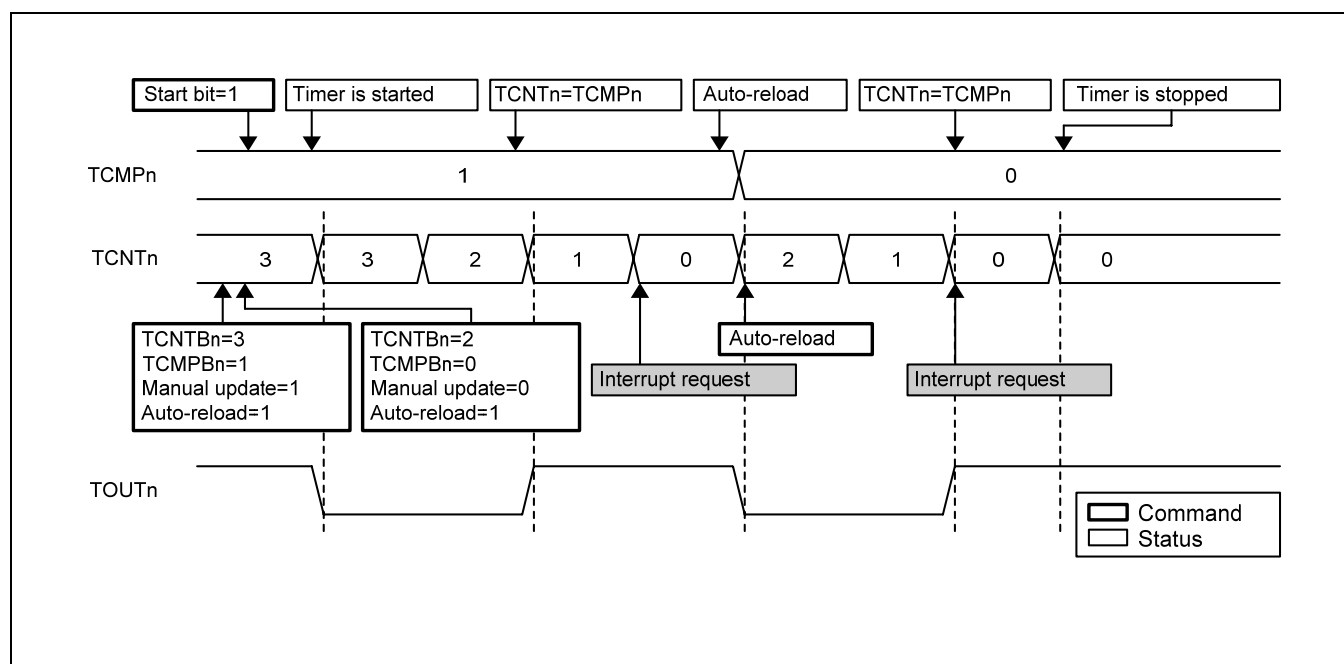 Start bit=1
Timer is started
TCNTn=TCMPn
Auto-reload
TCNTn=TCMPn
Timer is stopped
TCMPn
1
0
TCNTn
3
3
2
1
0
2
1
0
0
TCNTBn=3
TCMPBn=1
Manual update=1
Auto-reload=1
TCNTBn=2
TCMPBn=0
Manual update=0
Auto-reload=1
Interrupt request
Auto-reload
Interrupt request
TOUTn
Command
Status